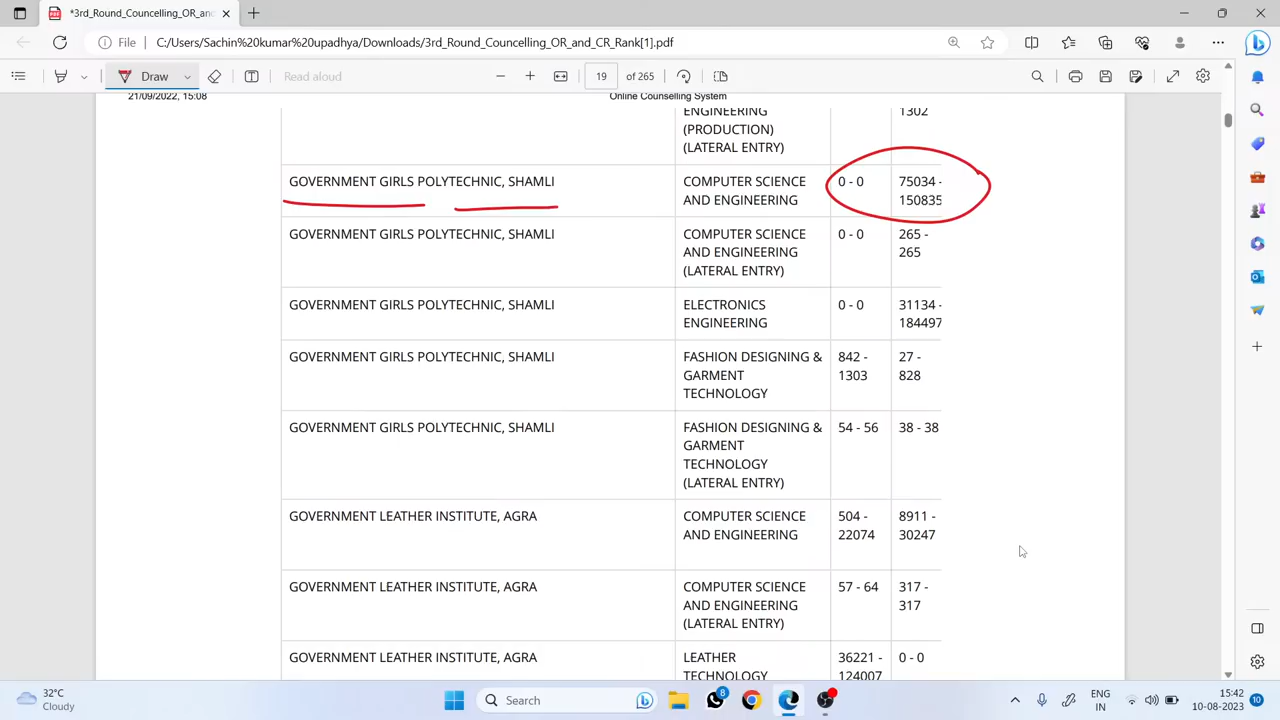 *3rd_Round_Councelling_OR_anc
File
C:/Users/Sachin%20kumar%20upadhya/Downloads/3rd_Round_Councelling_OR_and_CR_Rank[1].pdf
Draw
Read aloud
19
of 265
21/09/2022, 15:08
Online Counselling System
ENGINEERING
(PRODUCTION)
(LATERAL ENTRY)
1302
GOVERNMENT GIRLS POLYTECHNIC, SHAMLI
COMPUTER SCIENCE
AND ENGINEERING
0 - 0
75034 -
150835
GOVERNMENT GIRLS POLYTECHNIC, SHAMLI
COMPUTER SCIENCE
AND ENGINEERING
(LATERAL ENTRY)
0 - 0
265 -
265
GOVERNMENT GIRLS POLYTECHNIC, SHAMLI
ELECTRONICS
ENGINEERING
0 - 0
31134 -
184497
GOVERNMENT GIRLS POLYTECHNIC, SHAMLI
FASHION DESIGNING &
GARMENT
TECHNOLOGY
842 -
1303
27 -
828
GOVERNMENT GIRLS POLYTECHNIC, SHAMLI
FASHION DESIGNING &
GARMENT
TECHNOLOGY
(LATERAL ENTRY)
54 - 56
38 - 38
GOVERNMENT LEATHER INSTITUTE, AGRA
COMPUTER SCIENCE
AND ENGINEERING
504 -
22074
8911 -
30247
GOVERNMENT LEATHER INSTITUTE, AGRA
COMPUTER SCIENCE
AND ENGINEERING
(LATERAL ENTRY)
57 - 64
317 -
317
GOVERNMENT LEATHER INSTITUTE, AGRA
LEATHER
TECHNOLOGY
36221 -
124007
0 - 0
32°C
Cloudy
Search
8
ENG
IN
15:42
10-08-2023
10